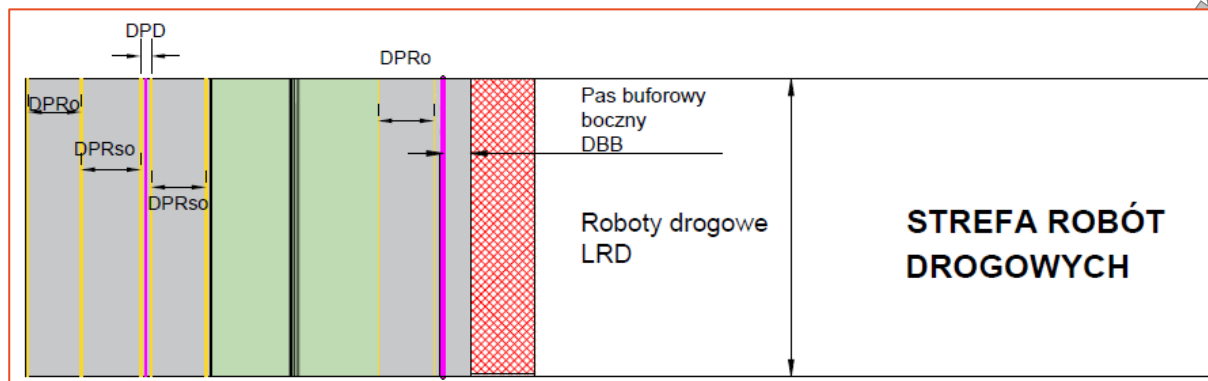 DPD
DPRo
DPRo
DPRso
DPRso
Pas buforowy
boczny
DBB
Roboty drogowe
LRD
STREFA ROBÓT
DROGOWYCH